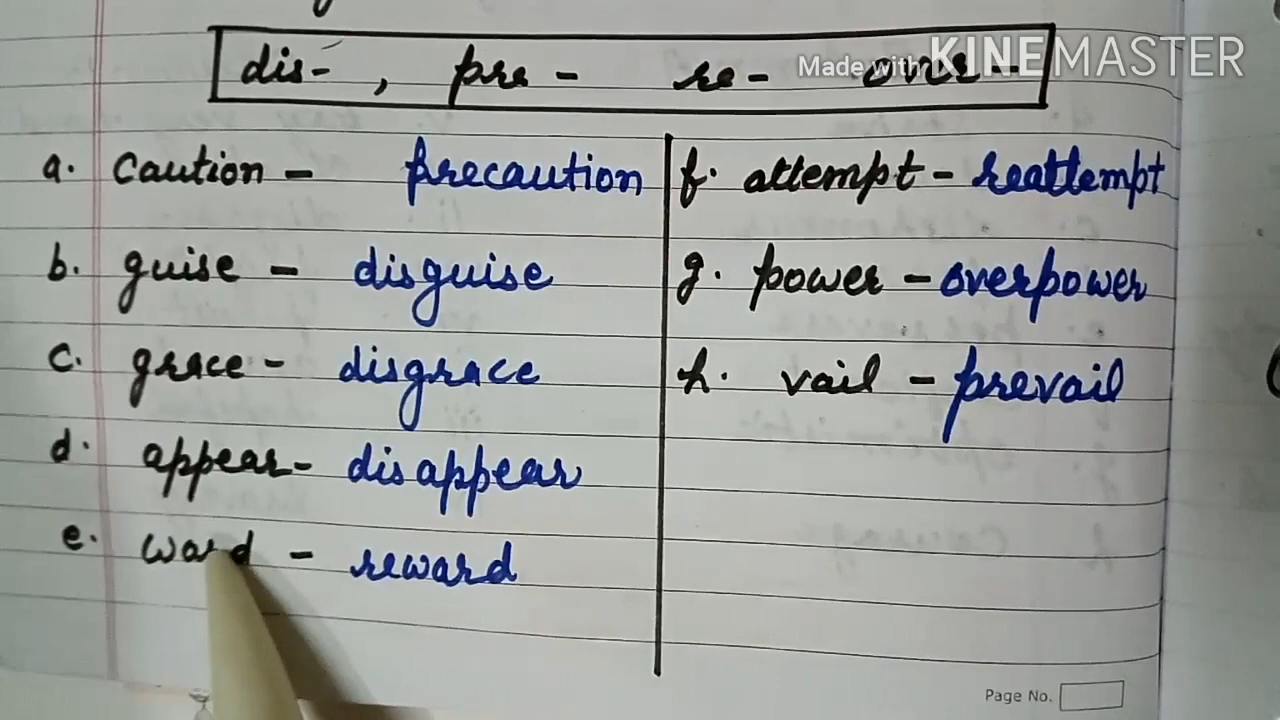 dis- , pre - re - over -
Made with KINEMASTER
a. Caution - precaution
b. guise - disguise
c. grace - disgrace
d. appear - disappear
e. ward - reward
f. attempt - reattempt
g. power - overpower
h. vail - prevail
Page No.